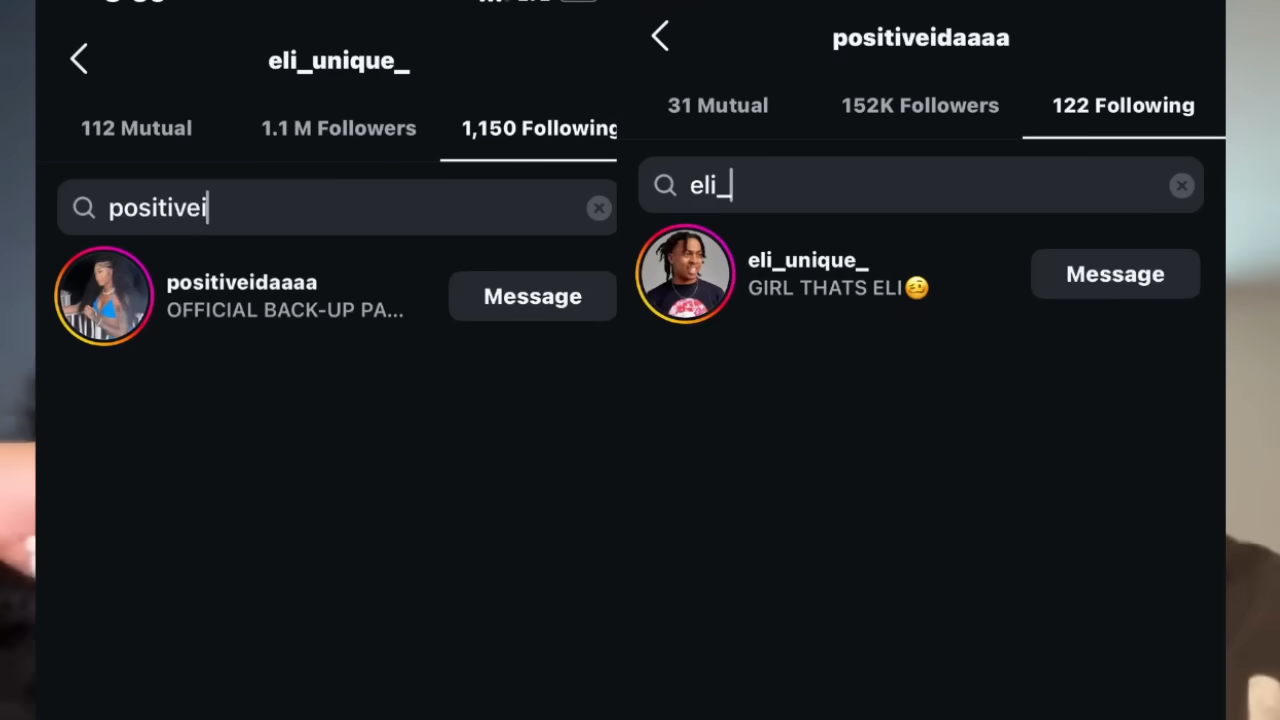 eli_unique_
112 Mutual 1.1 M Followers 1,150 Following
positivei
positiveidaaaa
OFFICIAL BACK-UP PA...
Message
positiveidaaaa
31 Mutual 152K Followers 122 Following
eli_
eli_unique_
GIRL THATS ELI🤨
Message